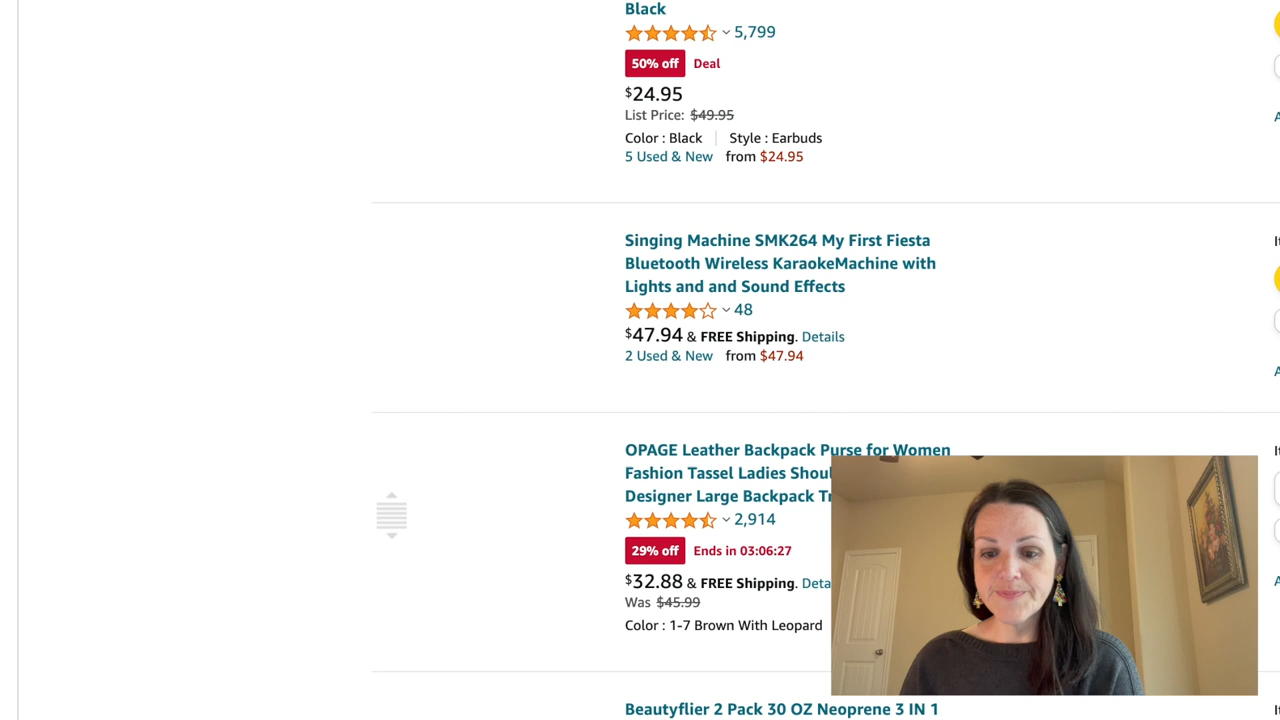 Black
5,799
50% off Deal
$24.95
List Price: $49.95
Color : Black | Style : Earbuds
5 Used & New from $24.95
Singing Machine SMK264 My First Fiesta
Bluetooth Wireless KaraokeMachine with
Lights and and Sound Effects
48
$47.94 & FREE Shipping. Details
2 Used & New from $47.94
OPAGE Leather Backpack Purse for Women
Fashion Tassel Ladies Shoul
Designer Large Backpack Tr
2,914
29% off Ends in 03:06:27
$32.88 & FREE Shipping. Deta
Was $45.99
Color : 1-7 Brown With Leopard
Beautyflier 2 Pack 30 OZ Neoprene 3 IN 1